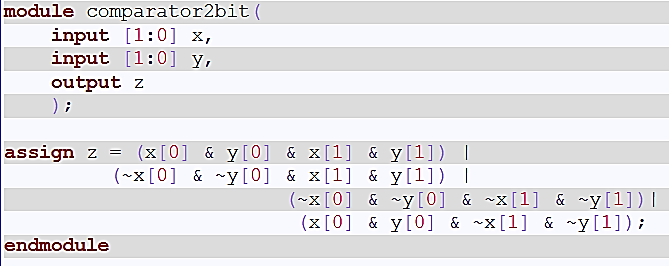 module comparator2bit(
input [1:0] x,
input [1:0] y,
output z
);
assign z = (x[0] & y[0] & x[1] & y[1]) |
(~x[0] & ~y[0] & x[1] & y[1]) |
(~x[0] & ~y[0] & ~x[1] & ~y[1])|
(x[0] & y[0] & ~x[1] & ~y[1]);
endmodule